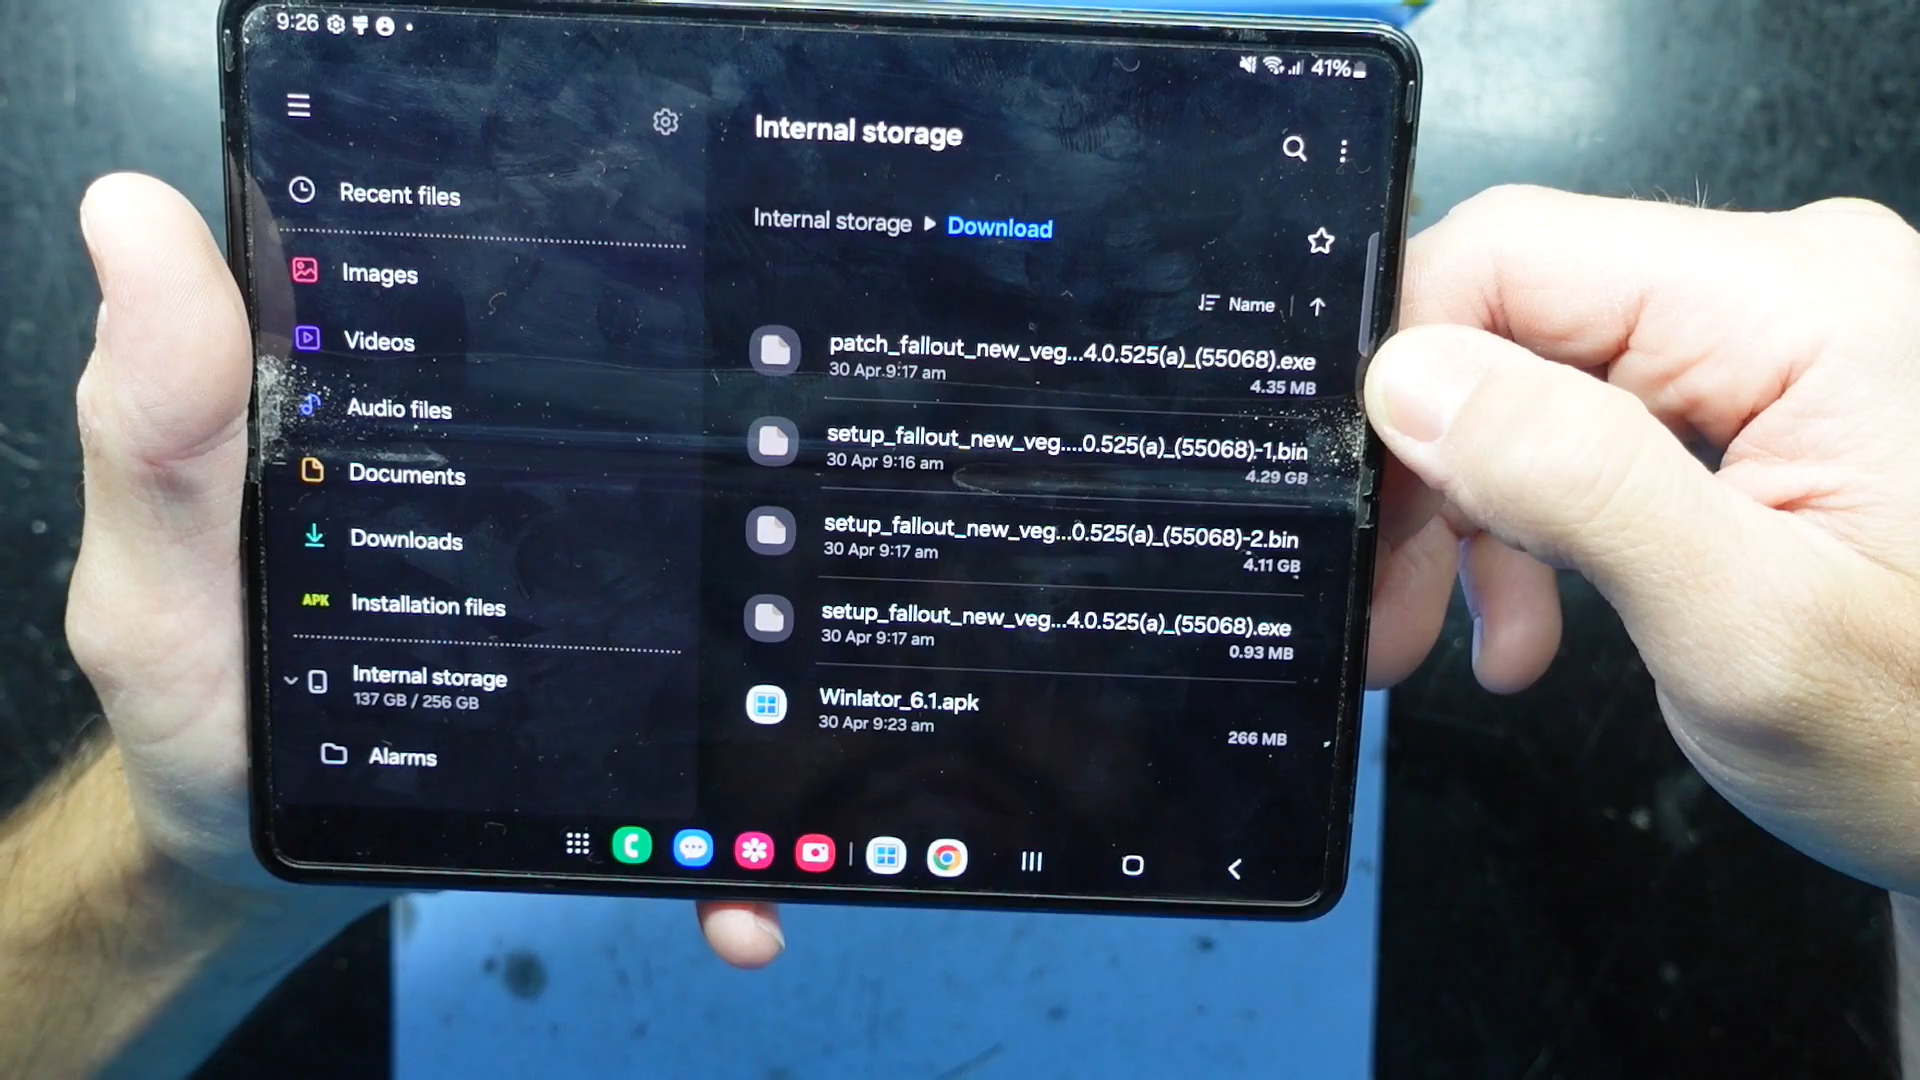 9:26
41%
Internal storage
Recent files
Internal storage ▶ Download
Images
Name
Videos
patch_fallout_new_veg...4.0.525(a)_(55068).exe
30 Apr 9:17 am
4.35 MB
Audio files
setup_fallout_new_veg....0.525(a)_(55068)-1.bin
30 Apr 9:16 am
4.29 GB
Documents
setup_fallout_new_veg...0.525(a)_(55068)-2.bin
30 Apr 9:17 am
4.11 GB
Downloads
APK Installation files
setup_fallout_new_veg...4.0.525(a)_(55068).exe
30 Apr 9:17 am
0.93 MB
Internal storage
137 GB / 256 GB
Winlator_6.1.apk
30 Apr 9:23 am
266 MB
Alarms